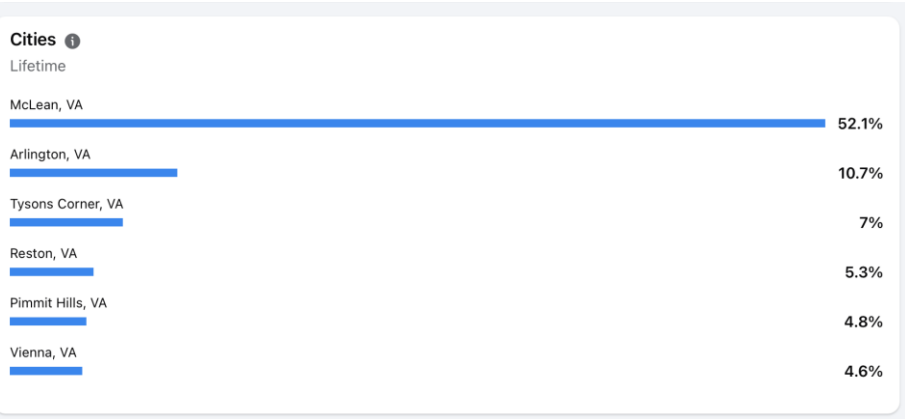 Cities
Lifetime
McLean, VA
52.1%
Arlington, VA
10.7%
Tysons Corner, VA
7%
Reston, VA
5.3%
Pimmit Hills, VA
4.8%
Vienna, VA
4.6%